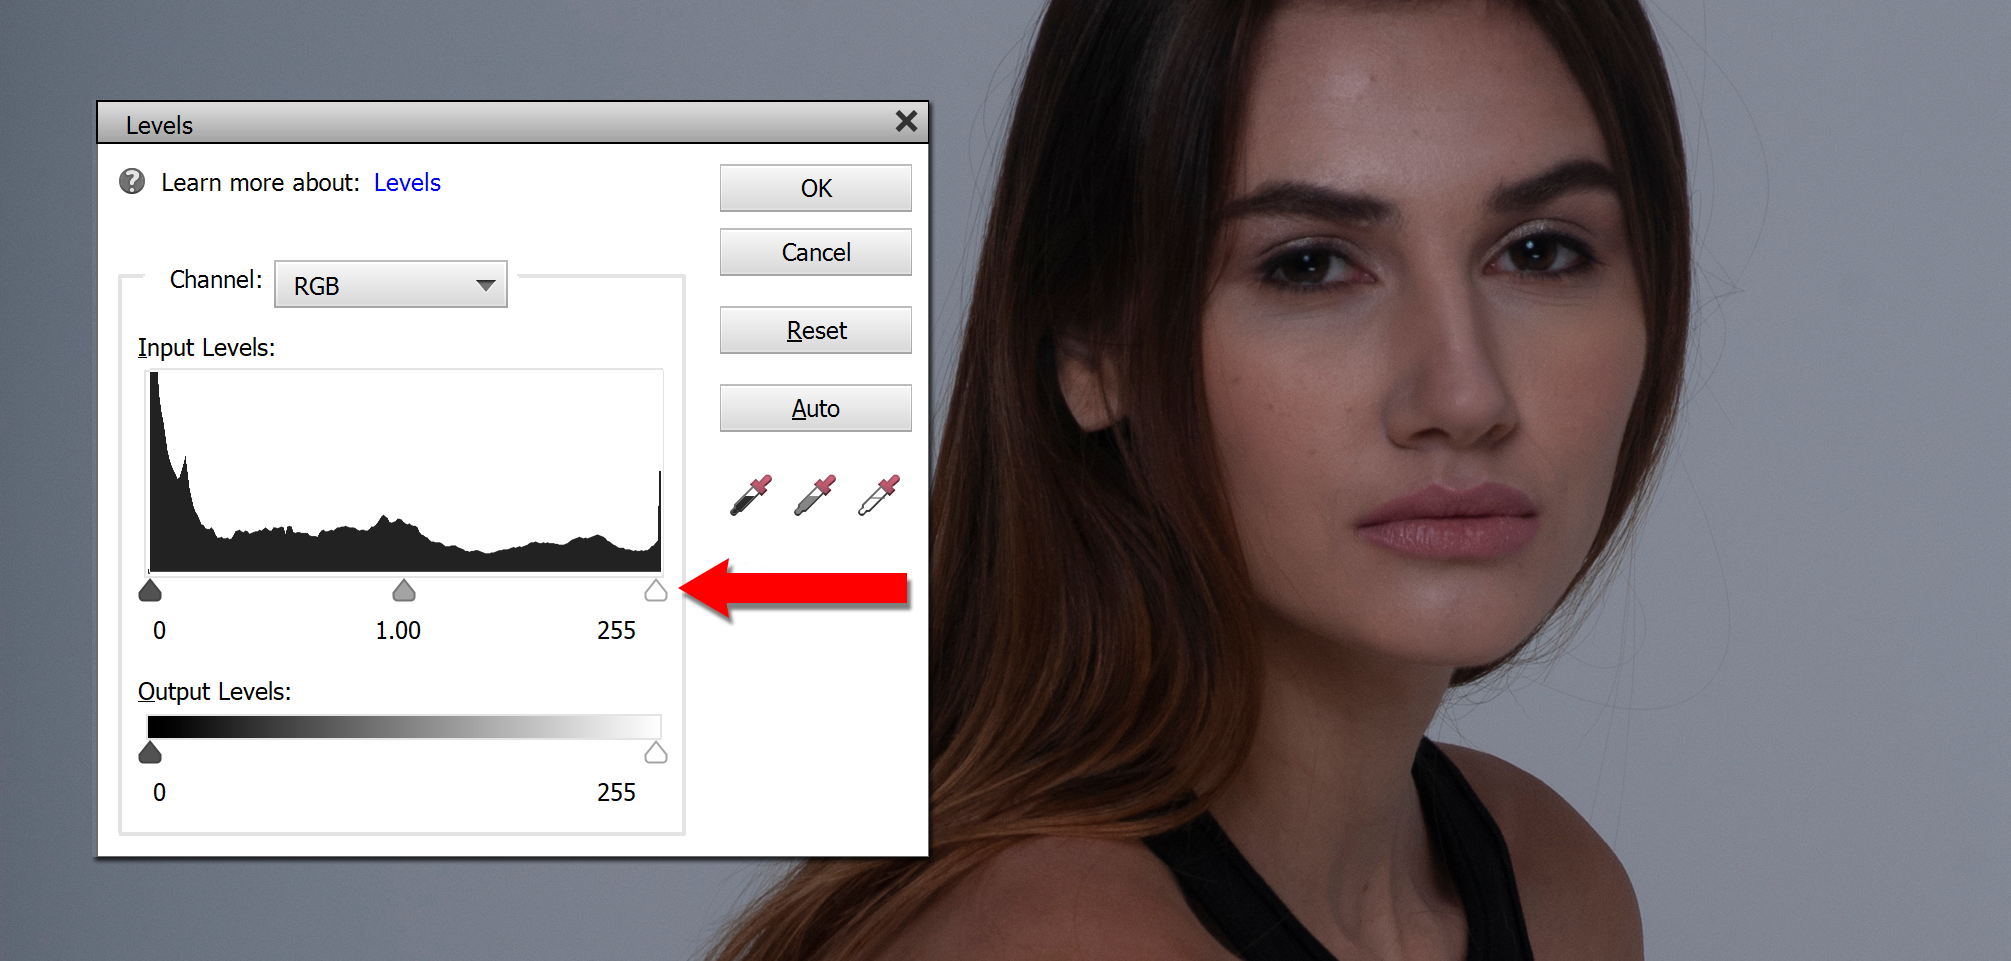 Levels
? Learn more about: Levels
OK
Cancel
Channel: RGB
Reset
Input Levels:
Auto
0 1.00 255
Output Levels:
0 255